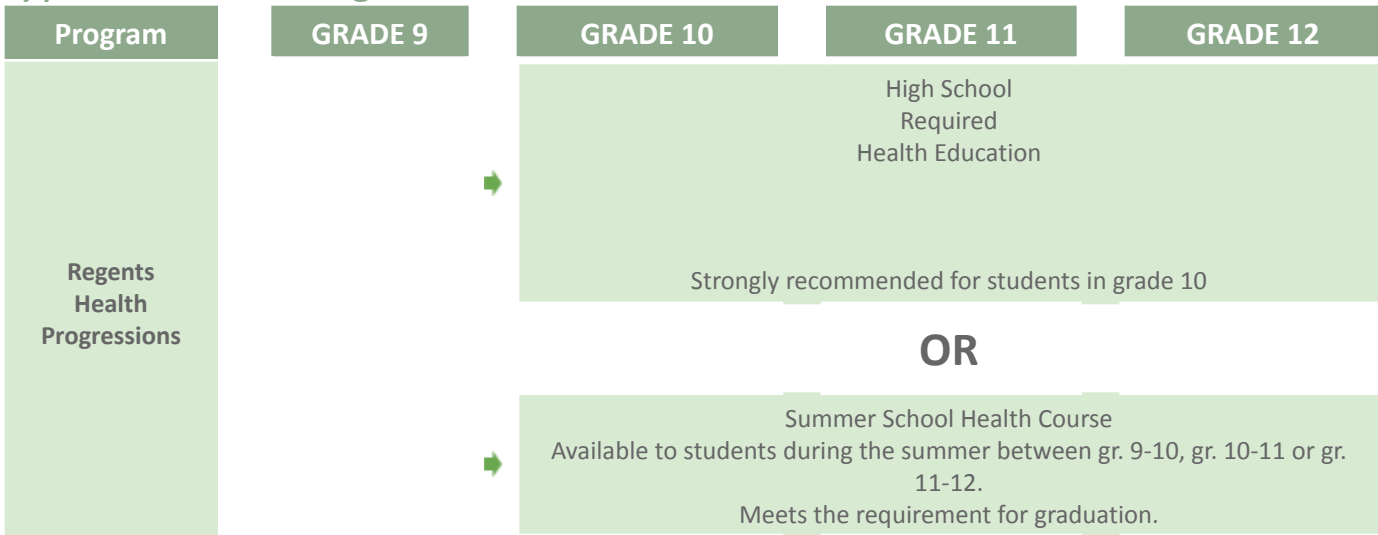 Program
GRADE 9
GRADE 10
GRADE 11
GRADE 12
Regents
Health
Progressions
High School
Required
Health Education
Strongly recommended for students in grade 10
OR
Summer School Health Course
Available to students during the summer between gr. 9-10, gr. 10-11 or gr.
11-12.
Meets the requirement for graduation.